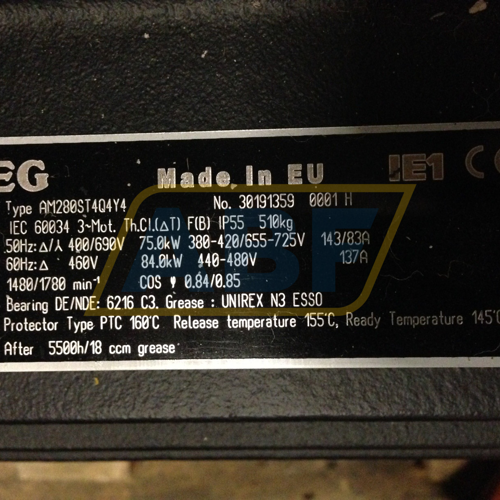 EG Made in EU IE1 C
Type AM280ST4Q4Y4 No. 30191359 0001 H
IEC 60034 3-Mot. Th.Cl.(ΔT) F(B) IP55 510kg
50Hz: Δ/⅄ 400/690V 75.0kW 380-420/655-725V 143/83A
60Hz: Δ 460V 84.0kW 440-480V 137A
1480/1780 min⁻¹ COS φ 0.84/0.85
Bearing DE/NDE: 6216 C3. Grease : UNIREX N3 ESSO
Protector Type PTC 160°C Release temperature 155°C, Ready Temperature 145°C
After 5500h/18 ccm grease
ASF